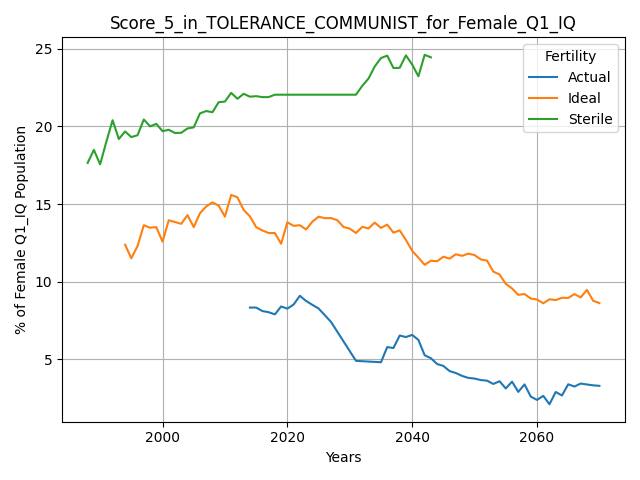 Score_5_in_TOLERANCE_COMMUNIST_for_Female_Q1_IQ
Fertility
Actual
Ideal
Sterile
25
20
15
10
5
% of Female Q1_IQ Population
2000
2020
2040
2060
Years